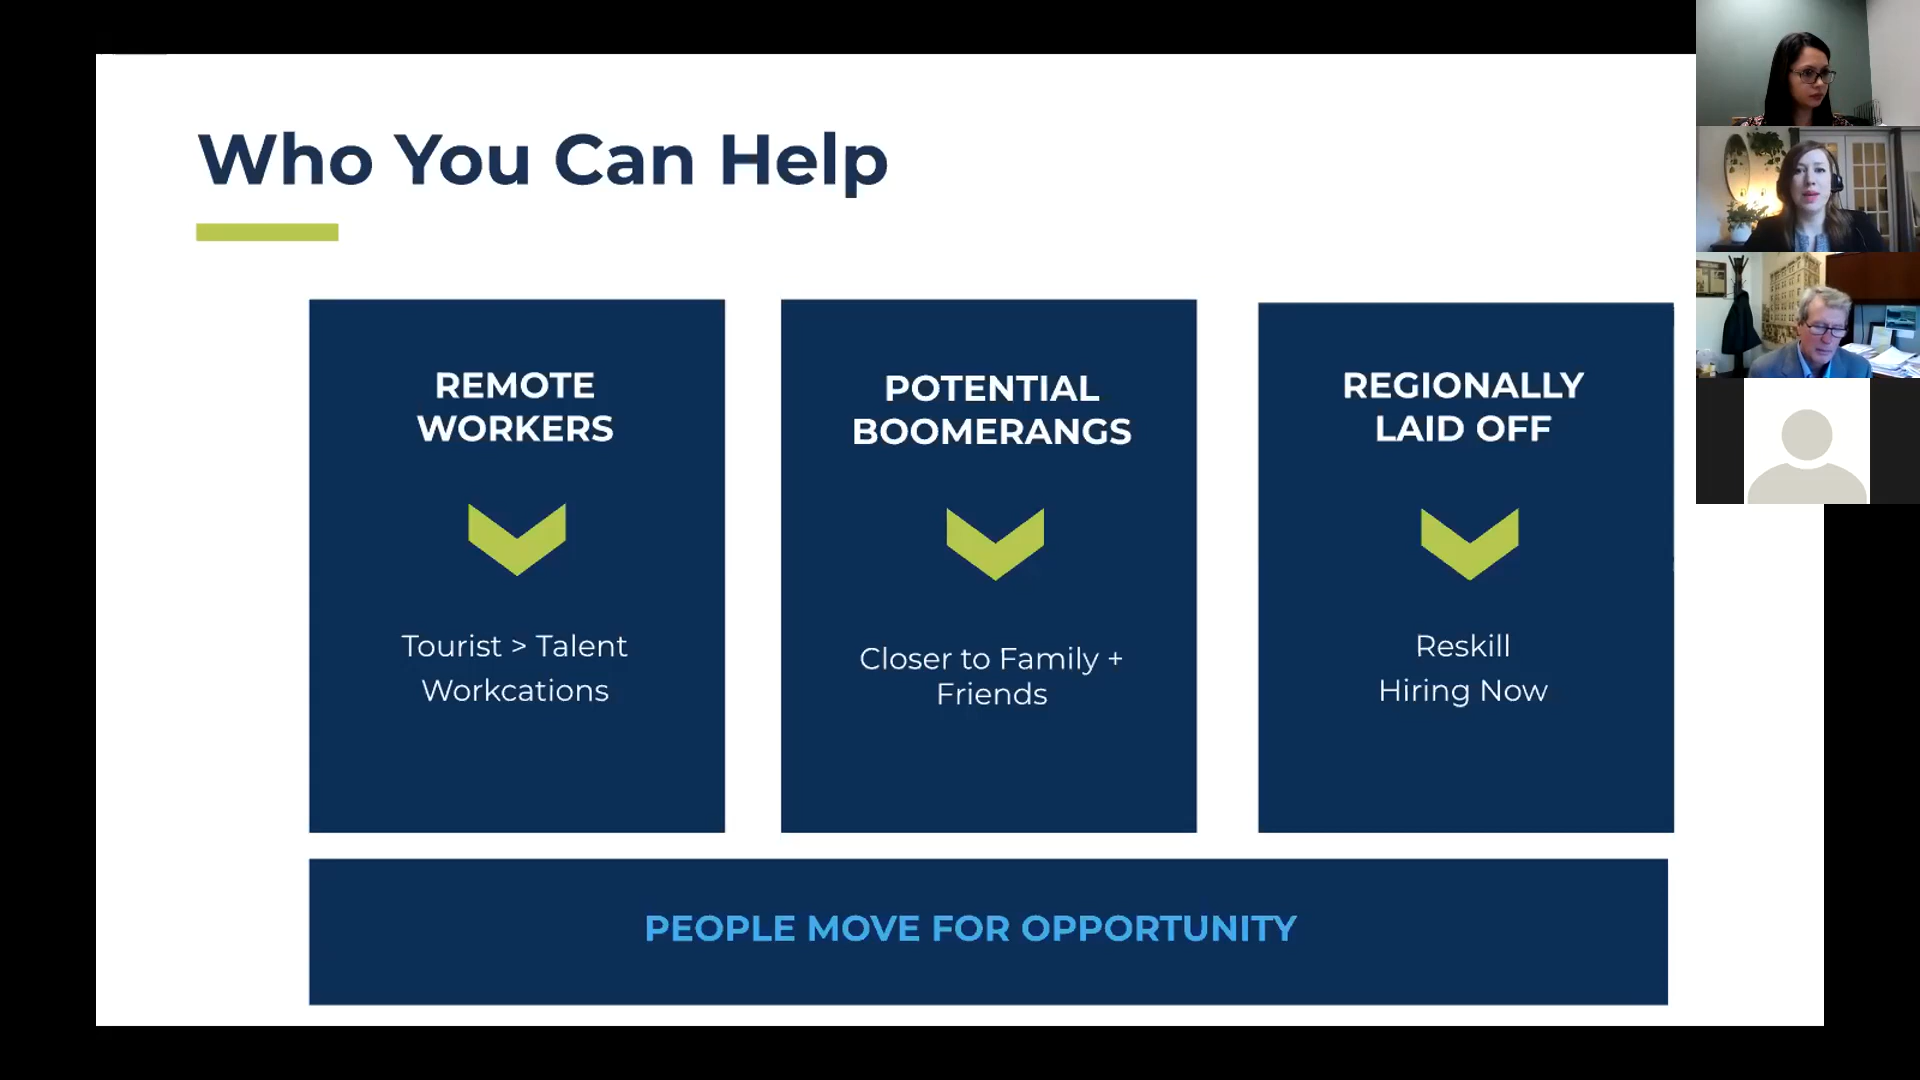 Who You Can Help
REMOTE
WORKERS
Tourist > Talent
Workcations
POTENTIAL
BOOMERANGS
Closer to Family +
Friends
REGIONALLY
LAID OFF
Reskill
Hiring Now
PEOPLE MOVE FOR OPPORTUNITY